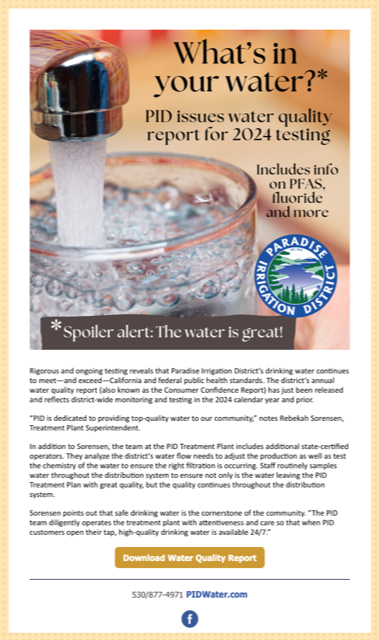 What's in
your water?*
PID issues water quality
report for 2024 testing
Includes info
on PFAS,
fluoride
and more
PARADISE
IRRIGATION DISTRICT
*Spoiler alert: The water is great!
Rigorous and ongoing testing reveals that Paradise Irrigation District's drinking water continues
to meet—and exceed—California and federal public health standards. The district's annual
water quality report (also known as the Consumer Confidence Report) has just been released
and reflects district-wide monitoring and testing in the 2024 calendar year and prior.
"PID is dedicated to providing top-quality water to our community," notes Rebekah Sorensen,
Treatment Plant Superintendent.
In addition to Sorensen, the team at the PID Treatment Plant includes additional state-certified
operators. They analyze the district's water flow needs to adjust the production as well as test
the chemistry of the water to ensure the right filtration is occurring. Staff routinely samples
water throughout the distribution system to ensure not only is the water leaving the PID
Treatment Plan with great quality, but the quality continues throughout the distribution
system.
Sorensen points out that safe drinking water is the cornerstone of the community. "The PID
team diligently operates the treatment plant with attentiveness and care so that when PID
customers open their tap, high-quality drinking water is available 24/7."
Download Water Quality Report
530/877-4971 PIDWater.com